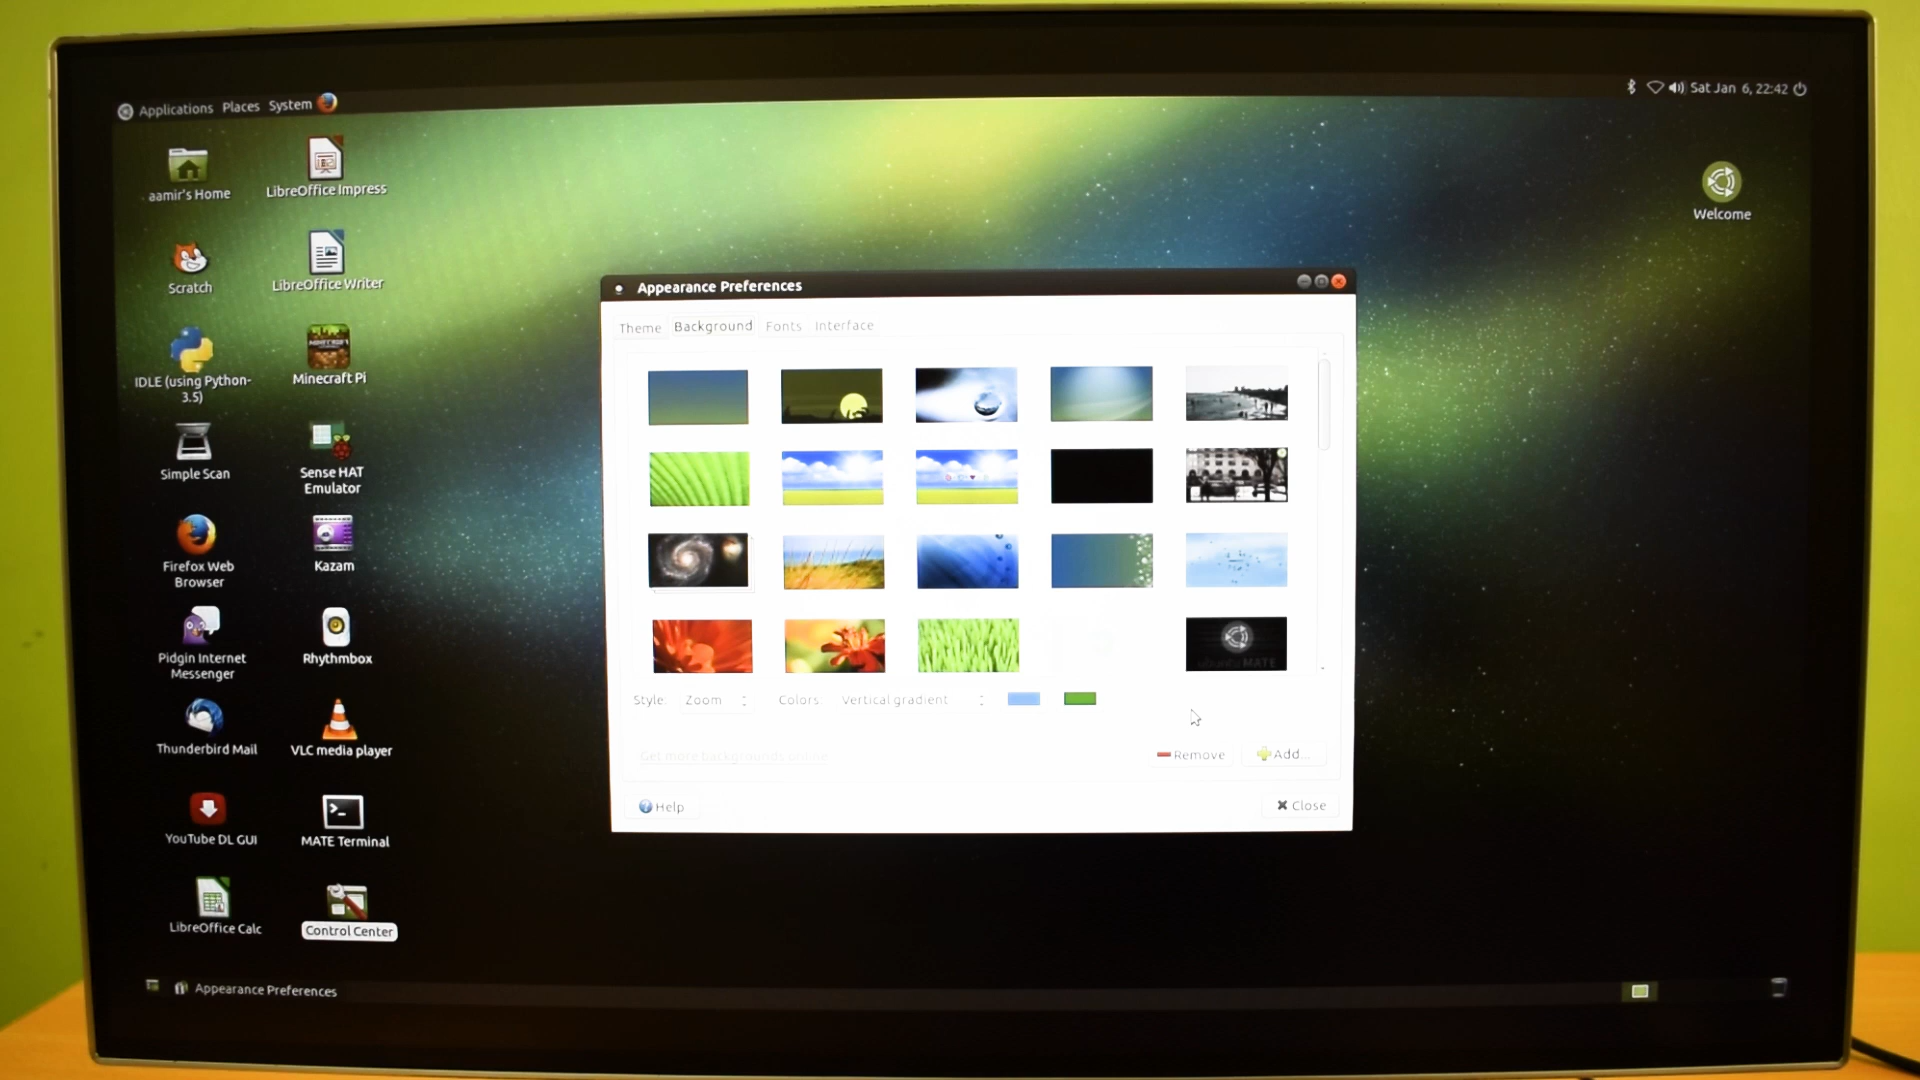 Applications Places System
Sat Jan 6, 22:42
aamir's Home
LibreOffice Impress
Welcome
Scratch
LibreOffice Writer
IDLE (using Python-
3.5)
Minecraft Pi
Simple Scan
Sense HAT
Emulator
Firefox Web
Browser
Kazam
Pidgin Internet
Messenger
Rhythmbox
Thunderbird Mail
VLC media player
YouTube DL GUI
MATE Terminal
LibreOffice Calc
Control Center
Appearance Preferences
Theme Background Fonts Interface
ubuntu MATE
Style: Zoom Colors: Vertical gradient
Get more backgrounds online
Remove Add...
Help Close
Appearance Preferences